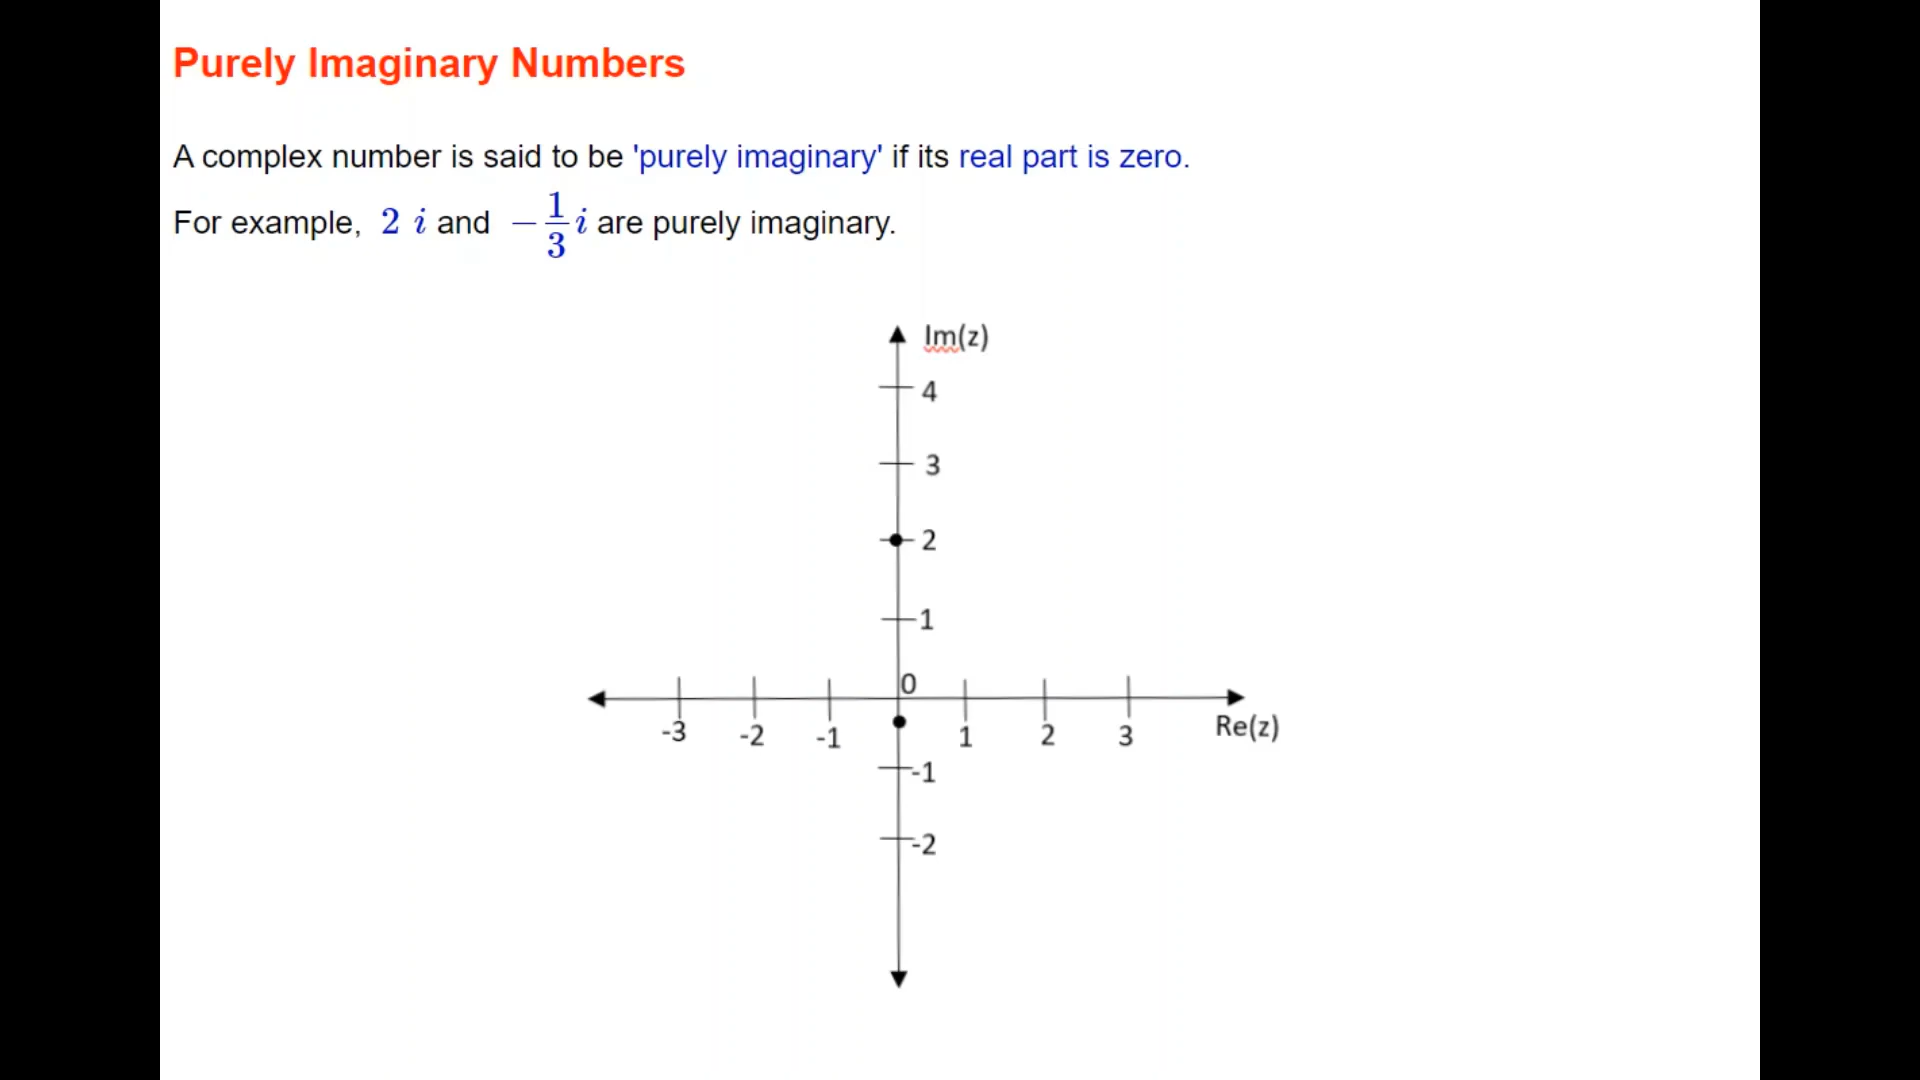 Purely Imaginary Numbers
A complex number is said to be 'purely imaginary' if its real part is zero.
For example, 2 i and −1/3 i are purely imaginary.
Im(z)
4
3
2
1
0
-3 -2 -1 1 2 3 Re(z)
-1
-2